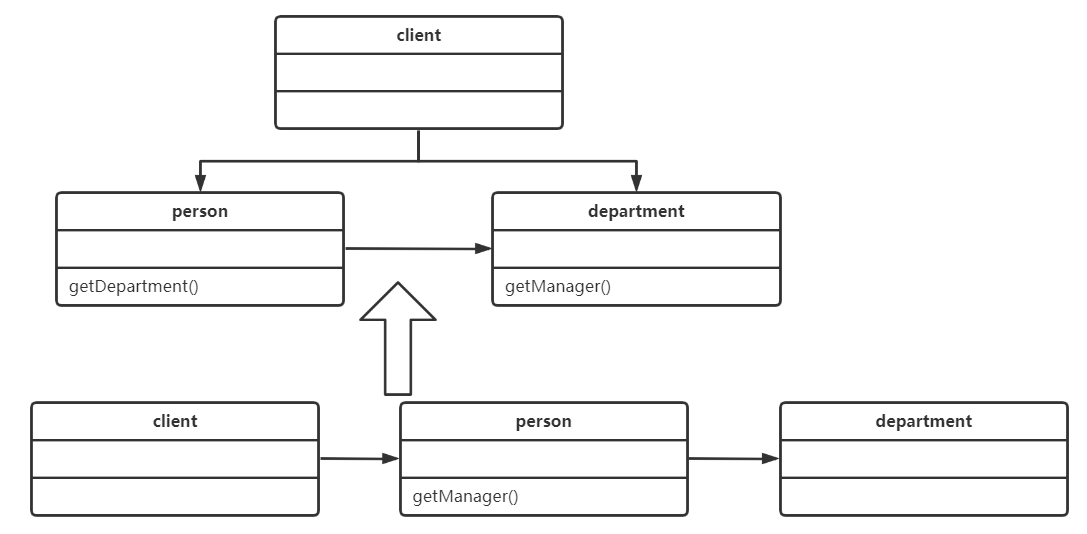 client
person
department
getDepartment()
getManager()
client
person
department
getManager()